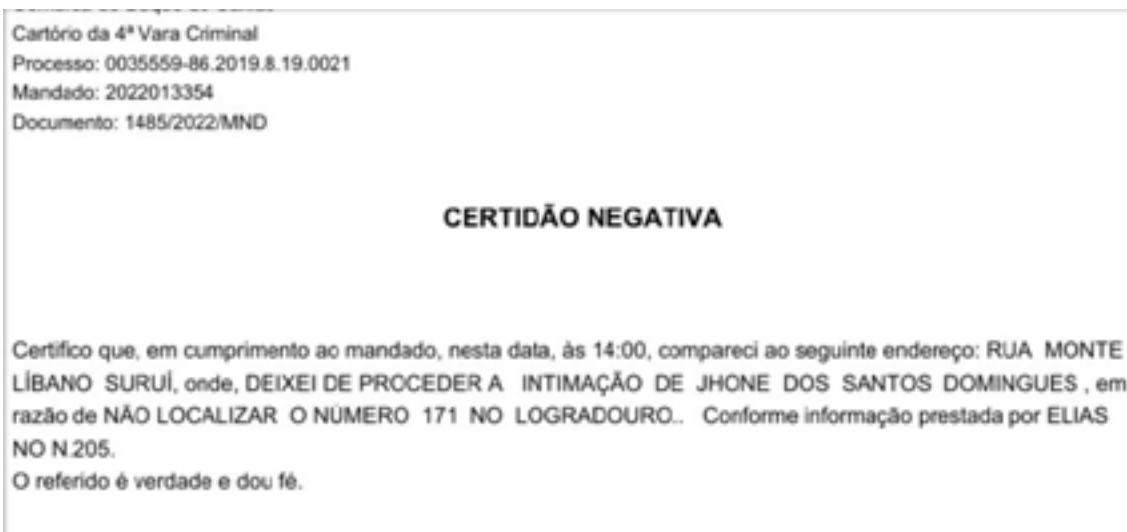 Cartório da 4ª Vara Criminal
Processo: 0035559-86.2019.8.19.0021
Mandado: 2022013354
Documento: 1485/2022/MND
CERTIDÃO NEGATIVA
Certifico que, em cumprimento ao mandado, nesta data, às 14:00, compareci ao seguinte endereço: RUA MONTE
LÍBANO SURUÍ, onde, DEIXEI DE PROCEDER A INTIMAÇÃO DE JHONE DOS SANTOS DOMINGUES , em
razão de NÃO LOCALIZAR O NÚMERO 171 NO LOGRADOURO.. Conforme informação prestada por ELIAS
NO N.205.
O referido é verdade e dou fé.